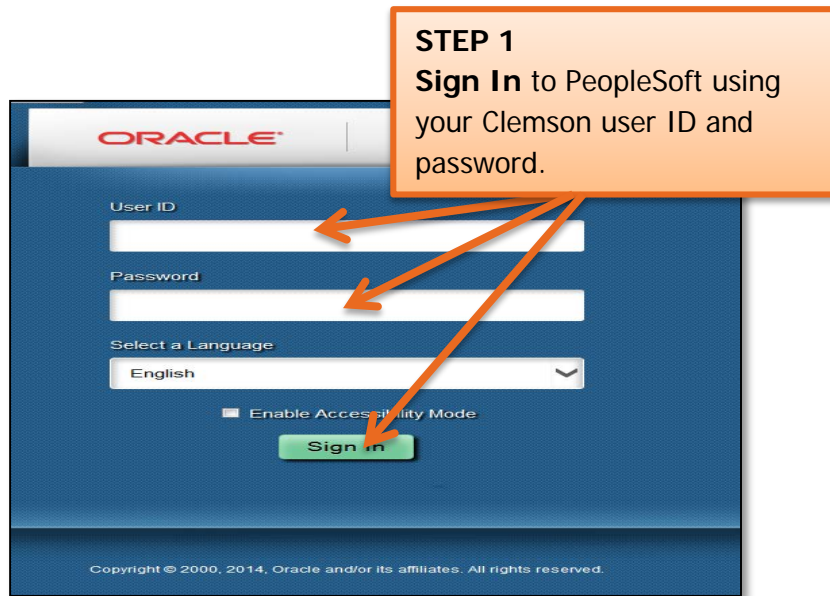 STEP 1
Sign In to PeopleSoft using
your Clemson user ID and
password.
ORACLE®
User ID
Password
Select a Language
English
Enable Accessibility Mode
Sign In
Copyright © 2000, 2014, Oracle and/or its affiliates. All rights reserved.